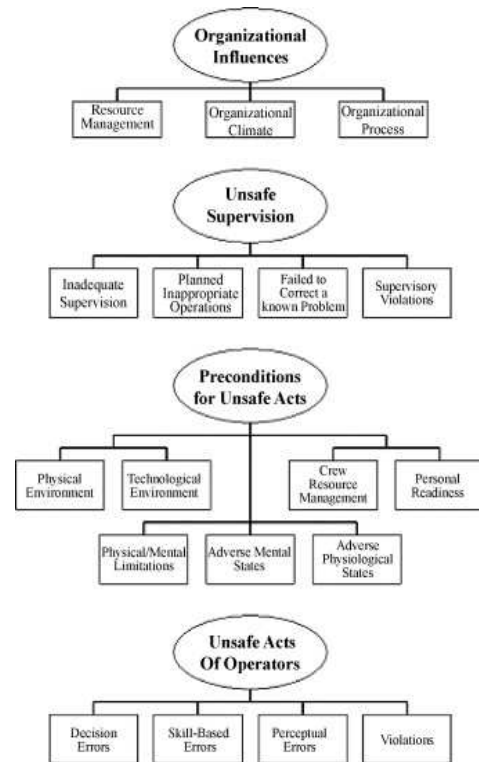 Organizational
Influences
Resource
Management
Organizational
Climate
Organizational
Process
Unsafe
Supervision
Inadequate
Supervision
Planned
Inappropriate
Operations
Failed to
Correct a
known Problem
Supervisory
Violations
Preconditions
for Unsafe Acts
Physical
Environment
Technological
Environment
Crew
Resource
Management
Personal
Readiness
Physical/Mental
Limitations
Adverse Mental
States
Adverse
Physiological
States
Unsafe Acts
Of Operators
Decision
Errors
Skill-Based
Errors
Perceptual
Errors
Violations